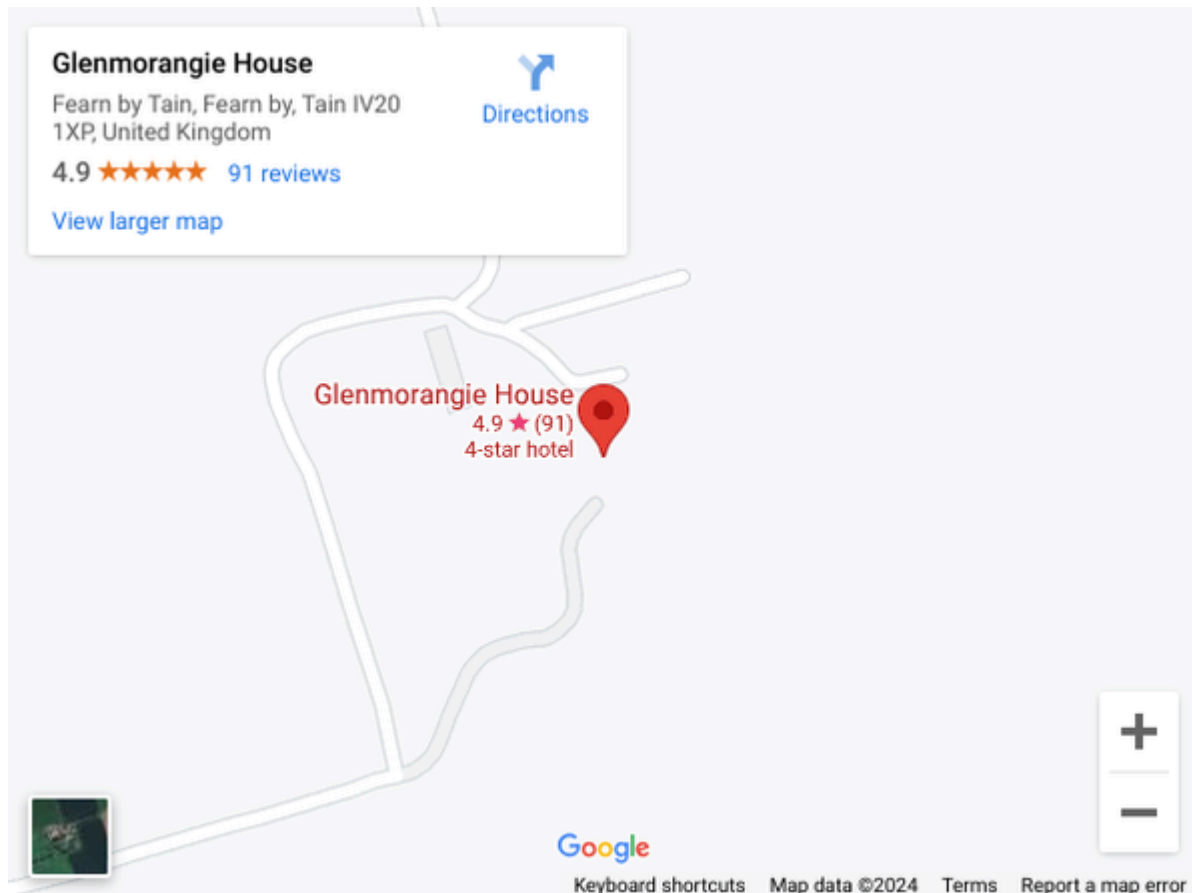 Glenmorangie House
Fearn by Tain, Fearn by, Tain IV20
1XP, United Kingdom
4.9 ★★★★★ 91 reviews
View larger map
Directions
Glenmorangie House
4.9 ★ (91)
4-star hotel
Google
Keyboard shortcuts Map data ©2024 Terms Report a map error